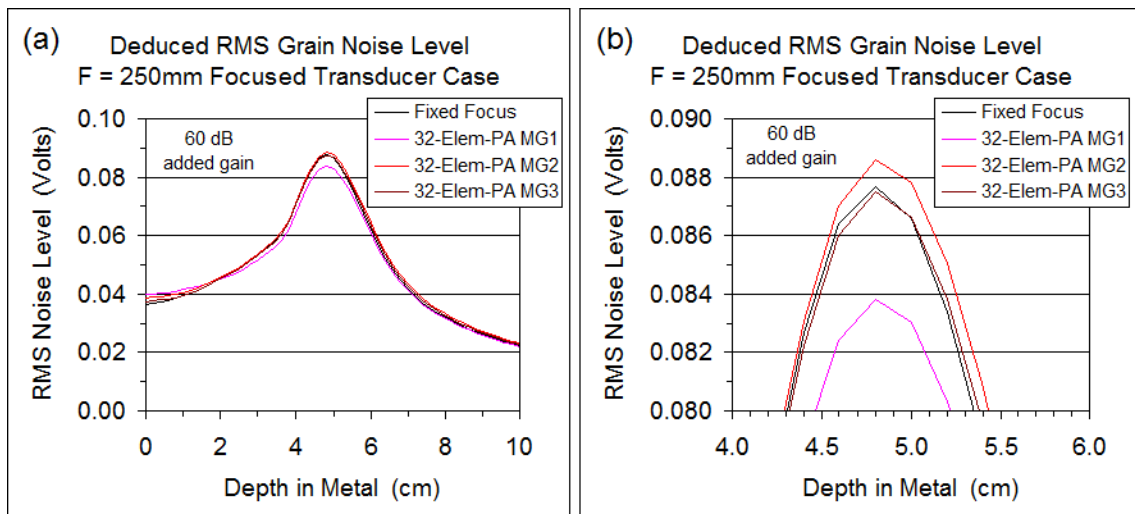 (a)
Deduced RMS Grain Noise Level
F = 250mm Focused Transducer Case
Fixed Focus
32-Elem-PA MG1
32-Elem-PA MG2
32-Elem-PA MG3
60 dB
added gain
RMS Noise Level (Volts)
0.10
0.08
0.06
0.04
0.02
0.00
0 2 4 6 8 10
Depth in Metal (cm)
(b)
Deduced RMS Grain Noise Level
F = 250mm Focused Transducer Case
Fixed Focus
32-Elem-PA MG1
32-Elem-PA MG2
32-Elem-PA MG3
60 dB
added gain
RMS Noise Level (Volts)
0.090
0.088
0.086
0.084
0.082
0.080
4.0 4.5 5.0 5.5 6.0
Depth in Metal (cm)